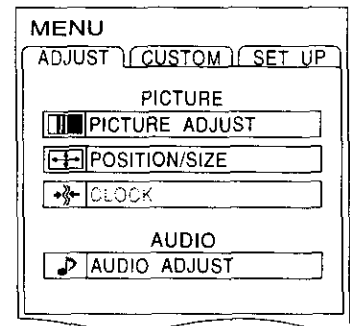 MENU
ADJUST CUSTOM SET UP
PICTURE
PICTURE ADJUST
POSITION/SIZE
CLOCK
AUDIO
AUDIO ADJUST